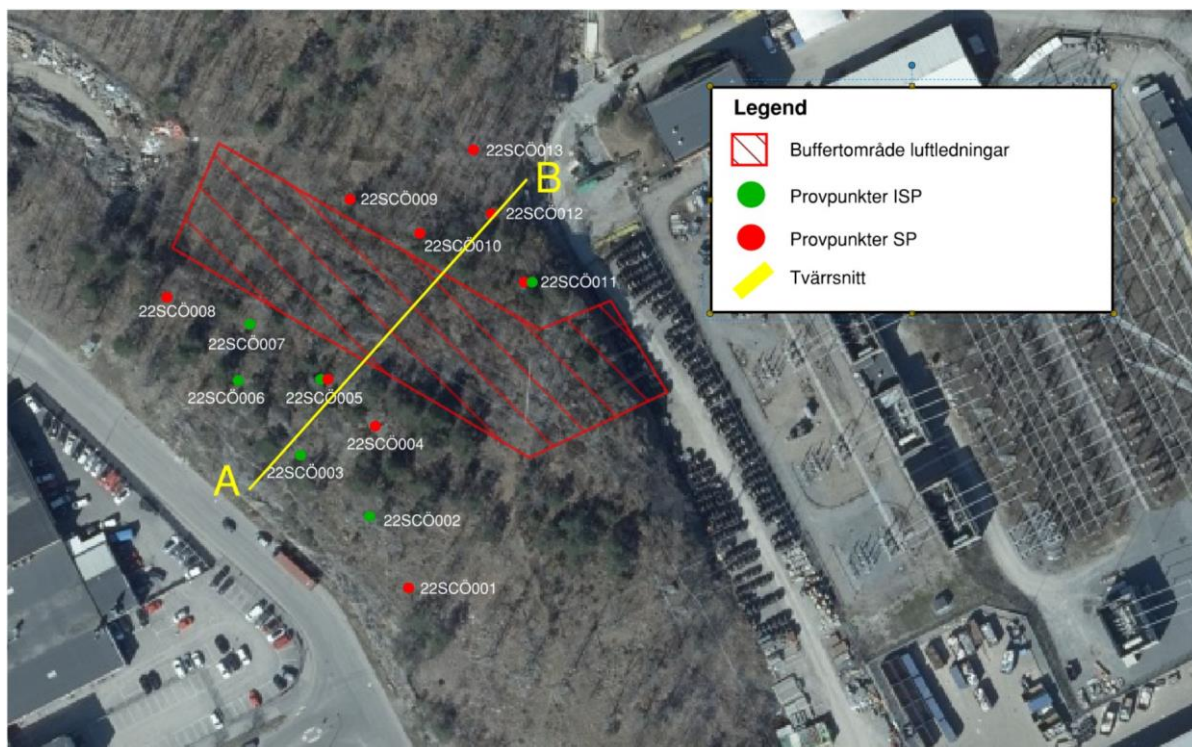 Legend
Buffertområde luftledningar
Provpunkter ISP
Provpunkter SP
Tvärrsnitt
22SCÖ013
B
22SCÖ009
22SCÖ012
22SCÖ010
22SCÖ011
22SCÖ008
22SCÖ007
22SCÖ006
22SCÖ005
22SCÖ004
22SCÖ003
A
22SCÖ002
22SCÖ001